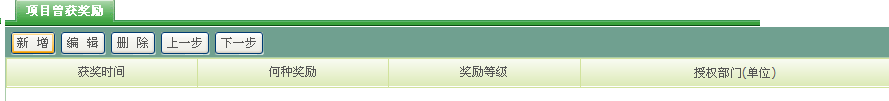 项目曾获奖励
新 增 编 辑 删 除 上一步 下一步
获奖时间 何种奖励 奖励等级 授权部门(单位)